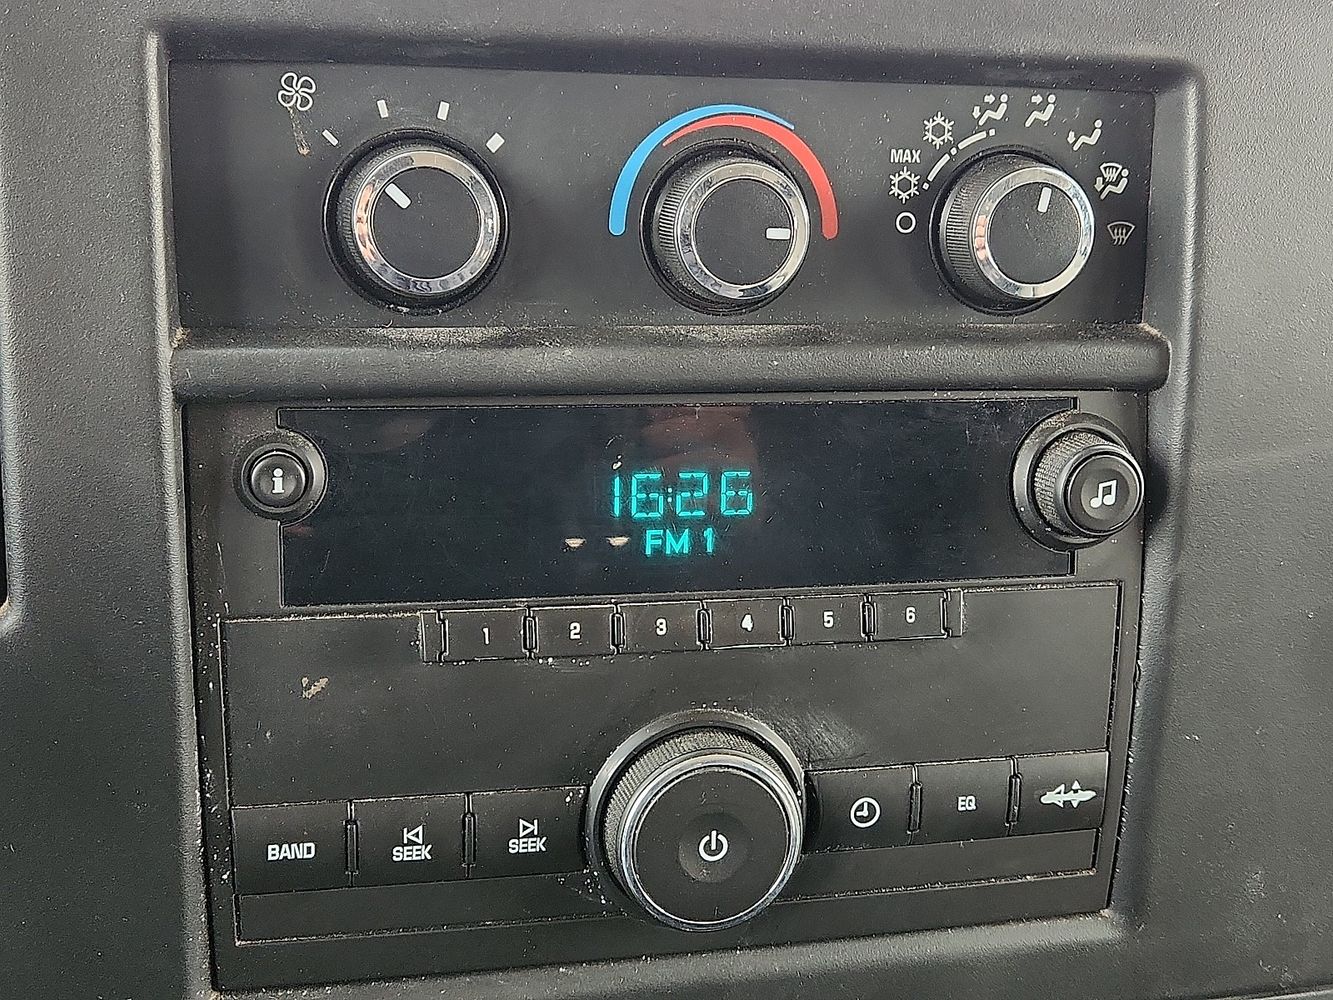 MAX
i
16:26
FM 1
1 2 3 4 5 6
BAND
SEEK
SEEK
EQ